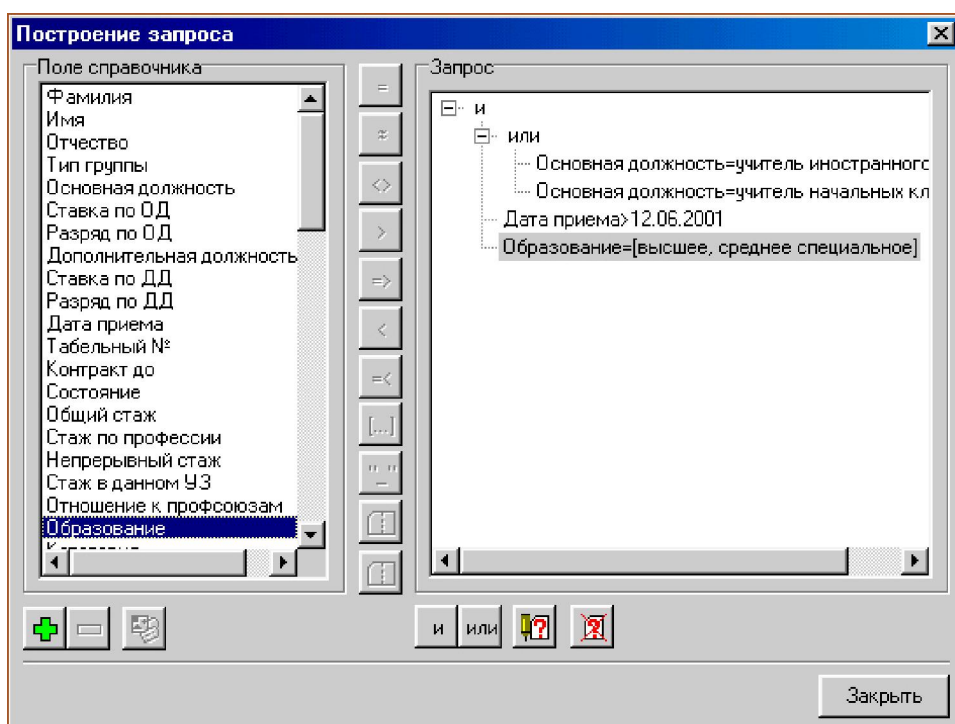 Построение запроса
Поле справочника
Фамилия
Имя
Отчество
Тип группы
Основная должность
Ставка по ОД
Разряд по ОД
Дополнительная должность
Ставка по ДД
Разряд по ДД
Дата приема
Табельный №
Контракт до
Состояние
Общий стаж
Стаж по профессии
Непрерывный стаж
Стаж в данном УЗ
Отношение к профсоюзам
Образование
=
≈
<>
>
=>
<
=<
[...]
"_"
Запрос
и
или
Основная должность=учитель иностранного
Основная должность=учитель начальных кл
Дата приема>12.06.2001
Образование=[высшее, среднее специальное]
и
или
Закрыть